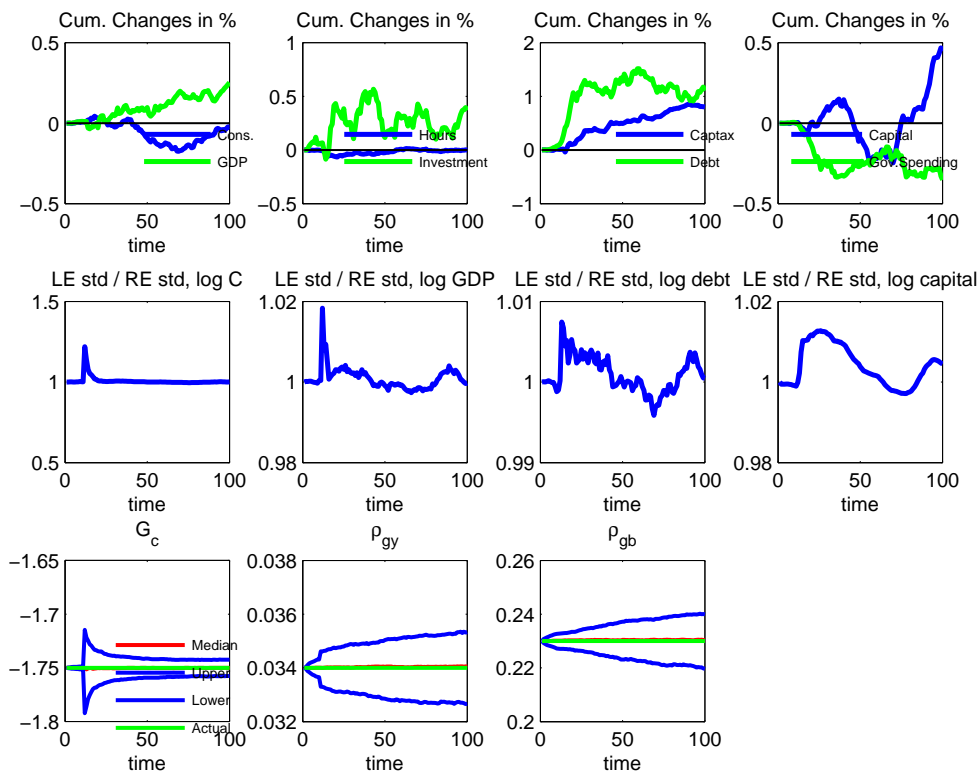 Cum. Changes in % Cum. Changes in % Cum. Changes in % Cum. Changes in %
0.5 1 2 0.5
0.5 1
Cons. Hours Captax Capital
0 0 0 0
GDP Investment Debt Gov.Spending
−0.5 −0.5 −1 −0.5
0 50 100 0 50 100 0 50 100 0 50 100
time time time time
LE std / RE std, log C LE std / RE std, log GDP LE std / RE std, log debt LE std / RE std, log capital
1.5 1.02 1.01 1.02
1 1 1 1
0.5 0.98 0.99 0.98
0 50 100 0 50 100 0 50 100 0 50 100
time time time time
G_c ρ_gy ρ_gb
−1.65 0.038 0.26
−1.7 0.036 0.24
Median
−1.75 0.034 0.22
Upper
Lower
−1.8 0.032 0.2
Actual
0 50 100 0 50 100 0 50 100
time time time